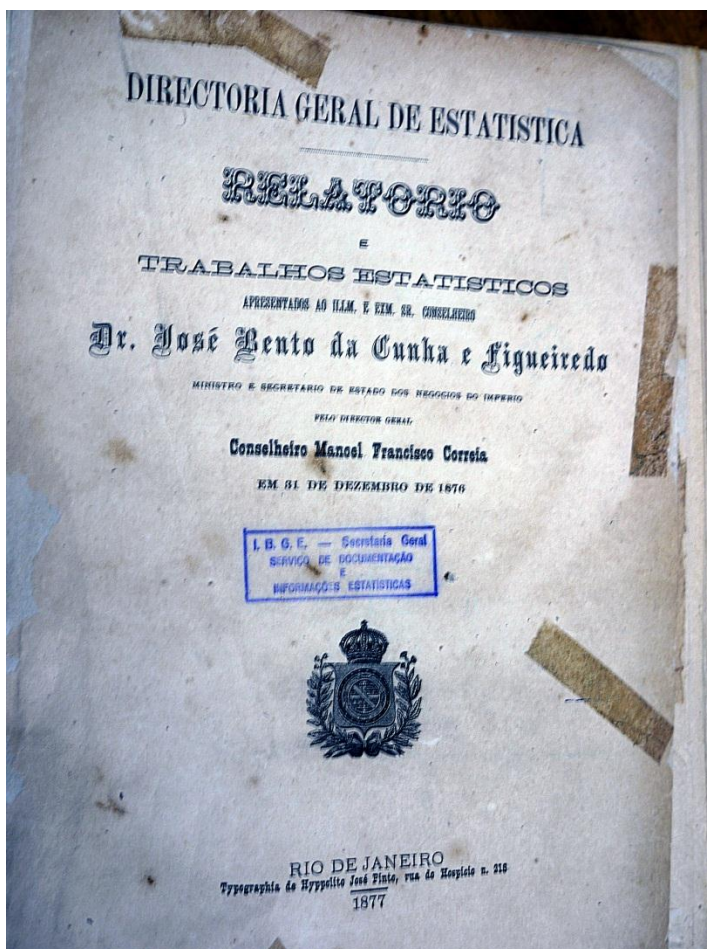 DIRECTORIA GERAL DE ESTATISTICA
RELATORIO
E
TRABALHOS ESTATISTICOS
APRESENTADOS AO ILLM. E EXM. SR. CONSELHEIRO
Dr. José Bento da Cunha e Figueiredo
MINISTRO E SECRETARIO DE ESTADO DOS NEGOCIOS DO IMPERIO
PELO DIRECTOR GERAL
Conselheiro Manoel Francisco Correia
EM 31 DE DEZEMBRO DE 1876
I. B. G. E. — Secretaria Geral
SERVIÇO DE DOCUMENTAÇÃO
E
INFORMAÇÕES ESTATISTICAS
RIO DE JANEIRO
Typographia de Hyppolito José Pinto, rua do Hospicio n. 218
1877